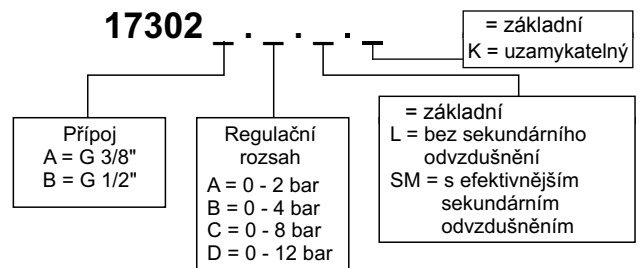 17302 _ . _ . _ . _
= základní
K = uzamykatelný
Přípoj
A = G 3/8"
B = G 1/2"
Regulační
rozsah
A = 0 - 2 bar
B = 0 - 4 bar
C = 0 - 8 bar
D = 0 - 12 bar
= základní
L = bez sekundárního
odvzdušnění
SM = s efektivnějším
sekundárním
odvzdušněním